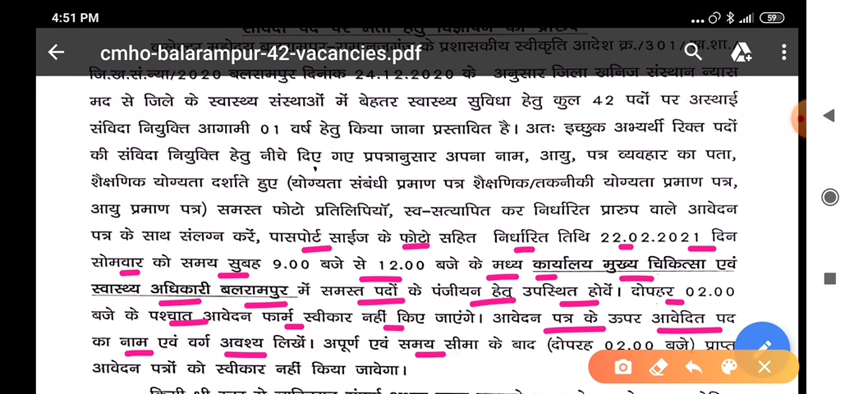 4:51 PM
59
cmho-balarampur-42-vacancies.pdf
के प्रशासकीय स्वीकृति आदेश क्र./301/
जि.ख.सं.न्या/2020 बलरामपुर दिनांक 24.12.2020 के अनुसार जिला खनिज संस्थान न्यास
मद से जिले के स्वास्थ्य संस्थाओं में बेहतर स्वास्थ्य सुविधा हेतु कुल 42 पदों पर अस्थाई
संविदा नियुक्ति आगामी 01 वर्ष हेतु किया जाना प्रस्तावित है। अतः इच्छुक अभ्यर्थी रिक्त पदों
की संविदा नियुक्ति हेतु नीचे दिए गए प्रपत्रानुसार अपना नाम, आयु, पत्र व्यवहार का पता,
शैक्षणिक योग्यता दर्शाते हुए (योग्यता संबंधी प्रमाण पत्र शैक्षणिक/तकनीकी योग्यता प्रमाण पत्र,
आयु प्रमाण पत्र) समस्त फोटो प्रतिलिपियॉ, स्व-सत्यापित कर निर्धारित प्रारुप वाले आवेदन
पत्र के साथ संलग्न करें, पासपोर्ट साईज के फोटो सहित निर्धारित तिथि 22.02.2021 दिन
सोमवार को समय सुबह 9.00 बजे से 12.00 बजे के मध्य कार्यालय मुख्य चिकित्सा एवं
स्वास्थ्य अधिकारी बलरामपुर में समस्त पदों के पंजीयन हेतु उपस्थित होवें। दोपहर 02.00
बजे के पश्चात आवेदन फार्म स्वीकार नहीं किए जाएंगे। आवेदन पत्र के ऊपर आवेदित पद
का नाम एवं वर्ग अवश्य लिखें। अपूर्ण एवं समय सीमा के बाद (दोपरह 02.00 बजे) प्राप्त
आवेदन पत्रों को स्वीकार नहीं किया जावेगा।